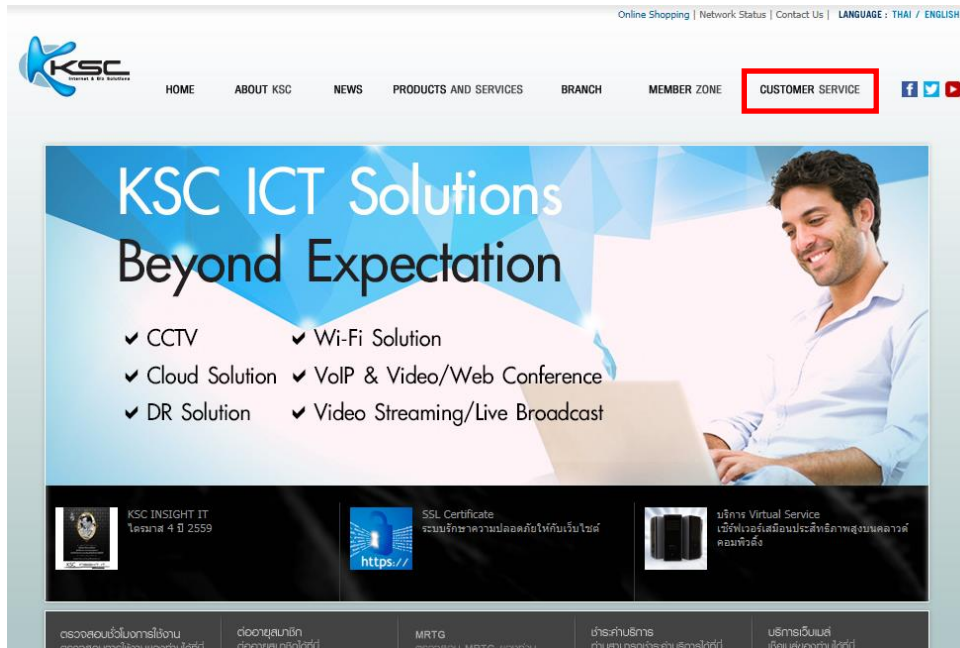 Online Shopping | Network Status | Contact Us | LANGUAGE : THAI / ENGLISH
KSC
Internet & Biz Solutions
HOME ABOUT KSC NEWS PRODUCTS AND SERVICES BRANCH MEMBER ZONE CUSTOMER SERVICE
KSC ICT Solutions
Beyond Expectation
✔ CCTV ✔ Wi-Fi Solution
✔ Cloud Solution ✔ VoIP & Video/Web Conference
✔ DR Solution ✔ Video Streaming/Live Broadcast
KSC INSIGHT IT
ไตรมาส 4 ปี 2559
https://
SSL Certificate
ระบบรักษาความปลอดภัยให้กับเว็บไซต์
บริการ Virtual Service
เซิร์ฟเวอร์เสมือนประสิทธิภาพสูงบนคลาวด์
คอมพิวติ้ง
ตรวจสอบชั่วโมงการใช้งาน ต่ออายุสมาชิก MRTG ชำระค่าบริการ บริการเว็บเมล์